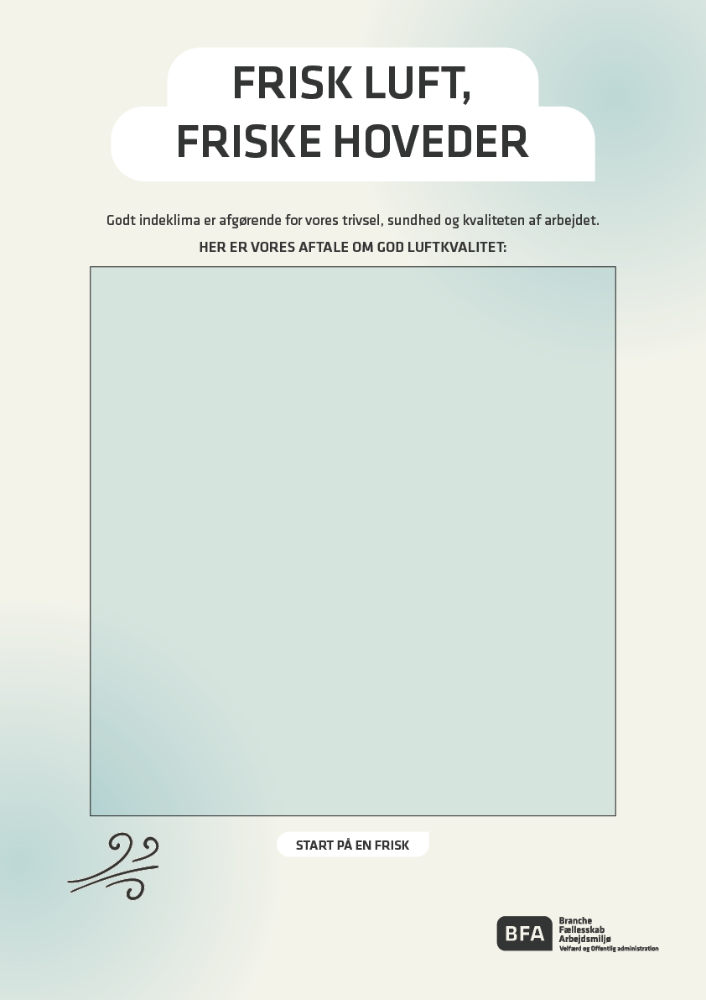 FRISK LUFT,
FRISKE HOVEDER
Godt indeklima er afgørende for vores trivsel, sundhed og kvaliteten af arbejdet.
HER ER VORES AFTALE OM GOD LUFTKVALITET:
START PÅ EN FRISK
BFA
Branche
Fællesskab
Arbejdsmiljø
Velfærd og Offentlig administration